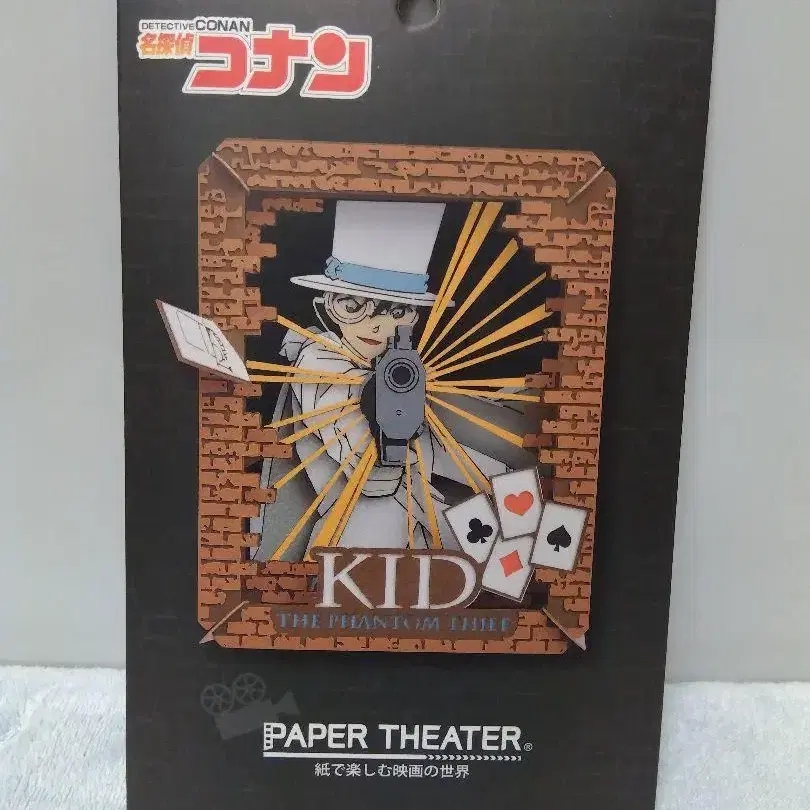 DETECTIVE CONAN
名探偵
コナン
KID
THE PHANTOM THIEF
PAPER THEATER®
紙で楽しむ映画の世界